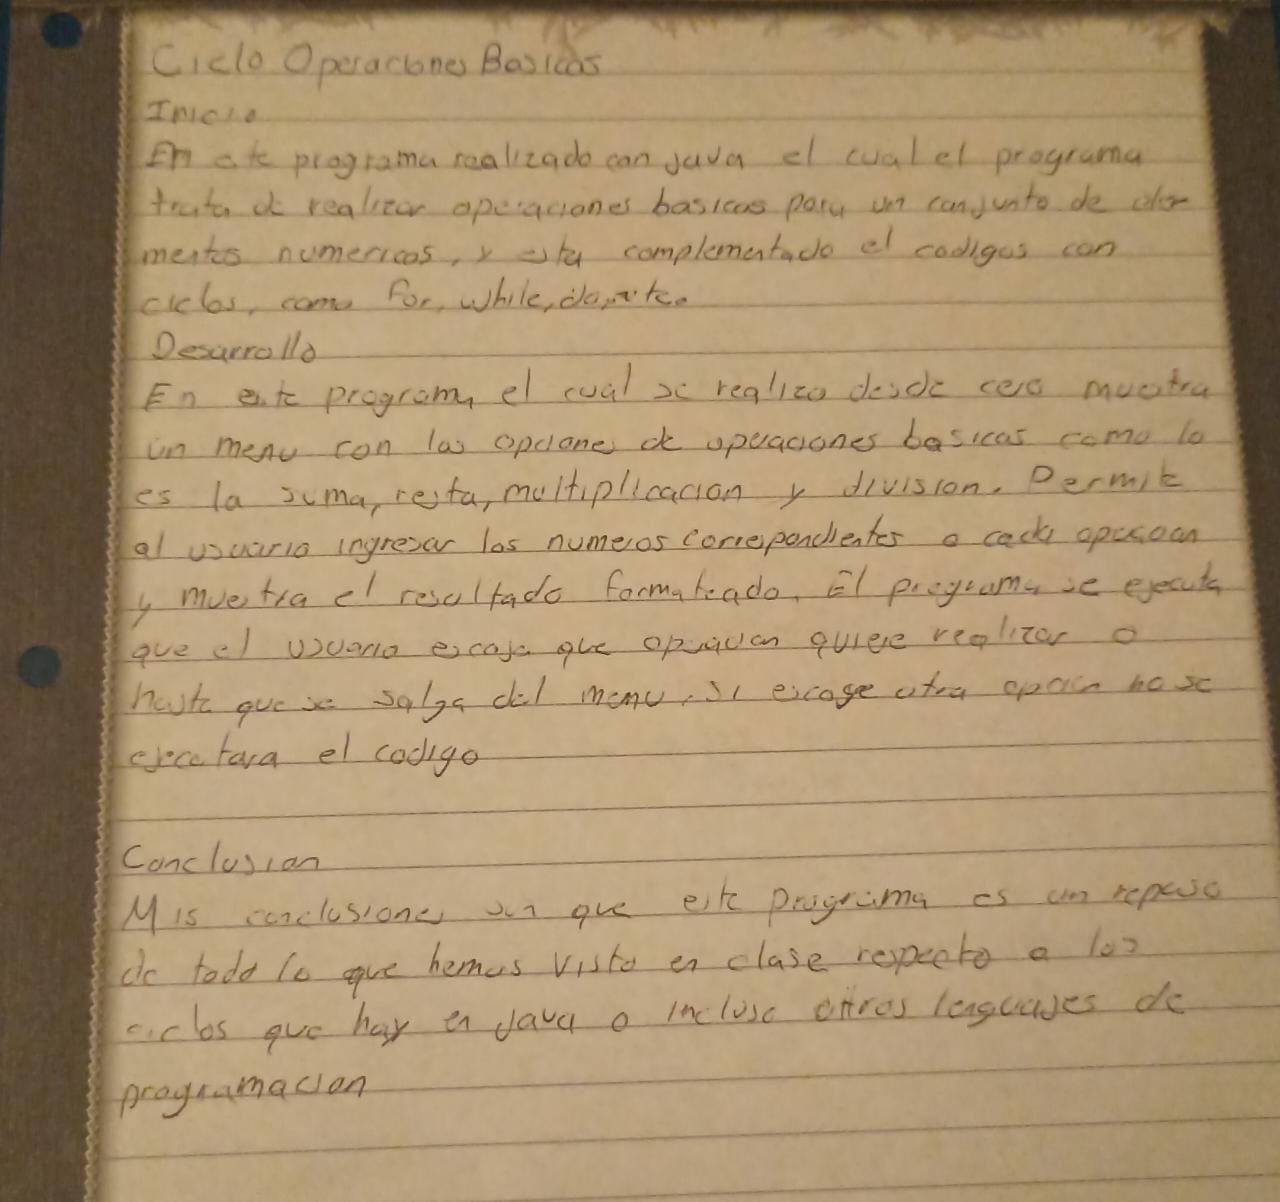 Ciclo Operaciones Basicas
Inicio
En este programa realizado con java el cual el programa
trata de realizar operaciones basicas para un conjunto de ele
mentos numericos, y esta complementado el codigos con
ciclos, como for, while, do, etc.
Desarrollo
En este programa el cual se realizo desde cero muestra
un menu con las opciones de operaciones basicas como lo
es la suma, resta, multiplicacion y division. Permite
al usuario ingresar los numeros correspondientes a cada operacion
y muestra el resultado formateado. El programa se ejecuta
que el usuario escoja que operacion quiere realizar o
hasta que se salga del menu, si escoge otra opcion no se
ejecutara el codigo
Conclusion
Mis conclusiones son que este programa es un repaso
de todo lo que hemos visto en clase respecto a los
ciclos que hay en java o incluso otros lenguajes de
programacion